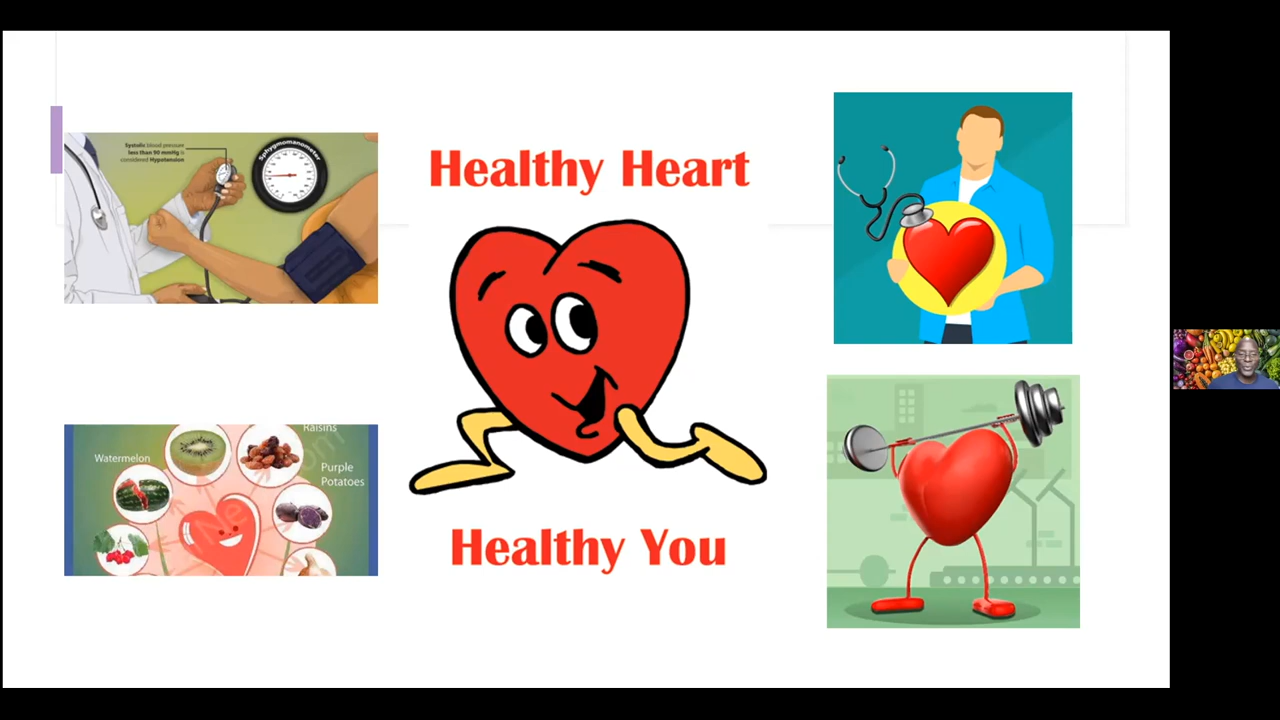 Healthy Heart
Healthy You
Systolic blood pressure
less than 90 mmHg is
considered Hypotension
Sphygmomanometer
Raisins
Watermelon
Purple
Potatoes